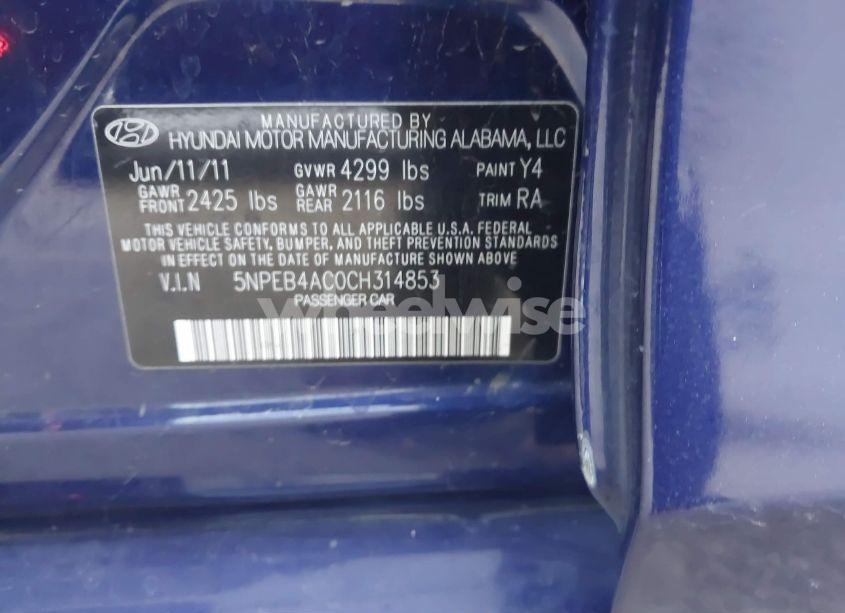 MANUFACTURED BY
HYUNDAI MOTOR MANUFACTURING ALABAMA, LLC
Jun/11/11 GVWR 4299 lbs PAINT Y4
GAWR FRONT 2425 lbs GAWR REAR 2116 lbs TRIM RA
THIS VEHICLE CONFORMS TO ALL APPLICABLE U.S.A. FEDERAL
MOTOR VEHICLE SAFETY, BUMPER, AND THEFT PREVENTION STANDARDS
IN EFFECT ON THE DATE OF MANUFACTURE SHOWN ABOVE
V.I.N 5NPEB4AC0CH314853
PASSENGER CAR
wheelwise